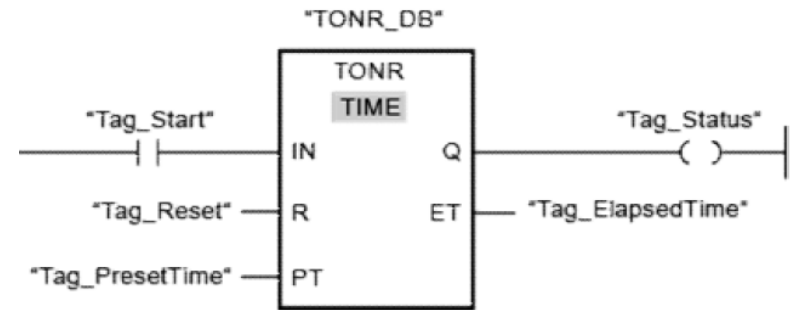 "TONR_DB"
TONR
TIME
"Tag_Start"
"Tag_Status"
IN
Q
"Tag_Reset"
R
ET
"Tag_ElapsedTime"
"Tag_PresetTime"
PT